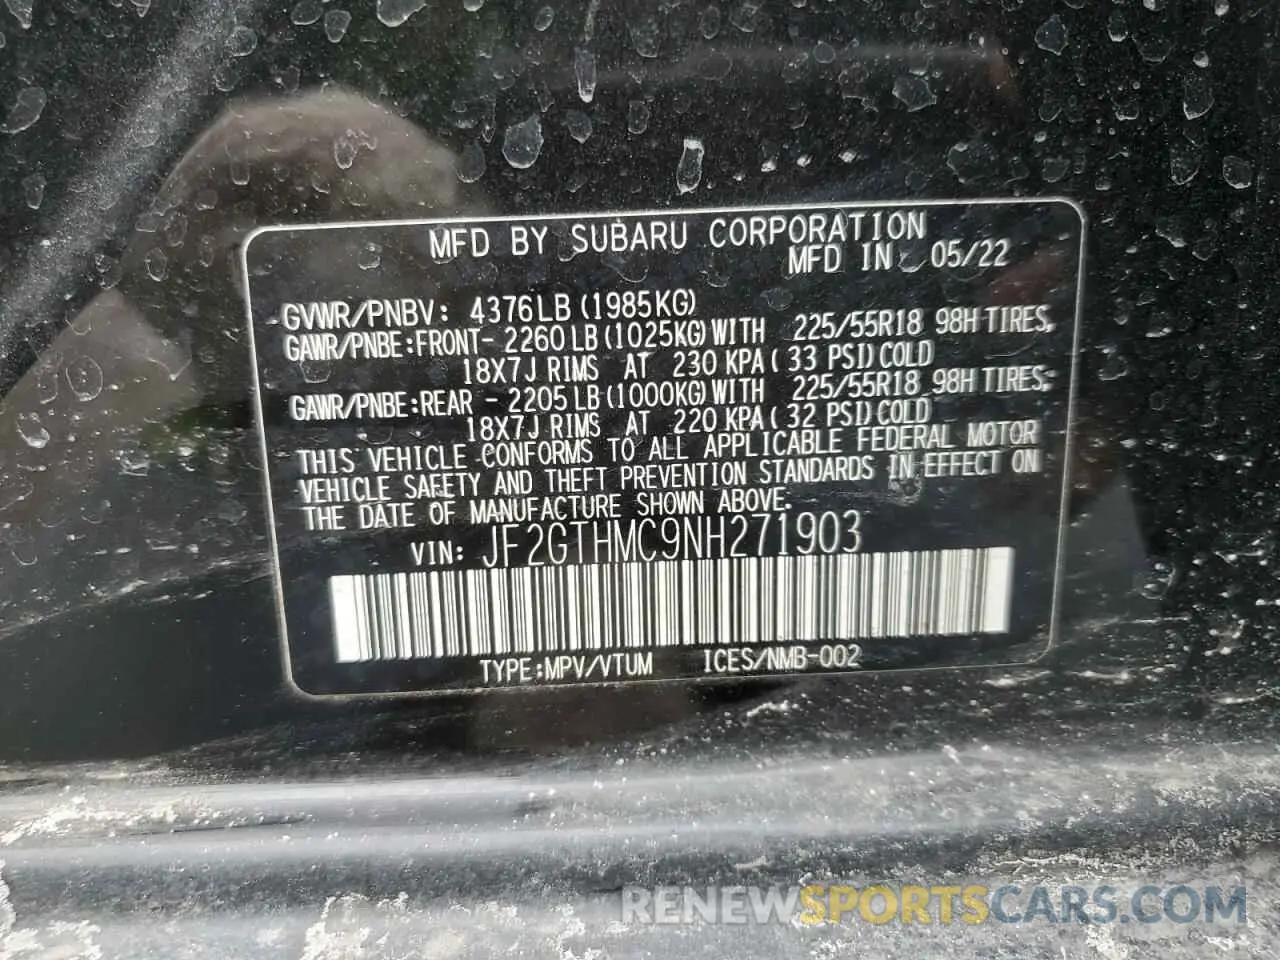 MFD BY SUBARU CORPORATION
MFD IN 05/22
GVWR/PNBV: 4376LB (1985KG)
GAWR/PNBE:FRONT- 2260 LB (1025KG) WITH 225/55R18 98H TIRES,
18X7J RIMS AT 230 KPA ( 33 PSI) COLD
GAWR/PNBE:REAR - 2205 LB (1000KG) WITH 225/55R18 98H TIRES,
18X7J RIMS AT 220 KPA ( 32 PSI) COLD
THIS VEHICLE CONFORMS TO ALL APPLICABLE FEDERAL MOTOR
VEHICLE SAFETY AND THEFT PREVENTION STANDARDS IN EFFECT ON
THE DATE OF MANUFACTURE SHOWN ABOVE.
VIN: JF2GTHMC9NH271903
TYPE:MPV/VTUM ICES/NMB-002
RENEWSPORTSCARS.COM